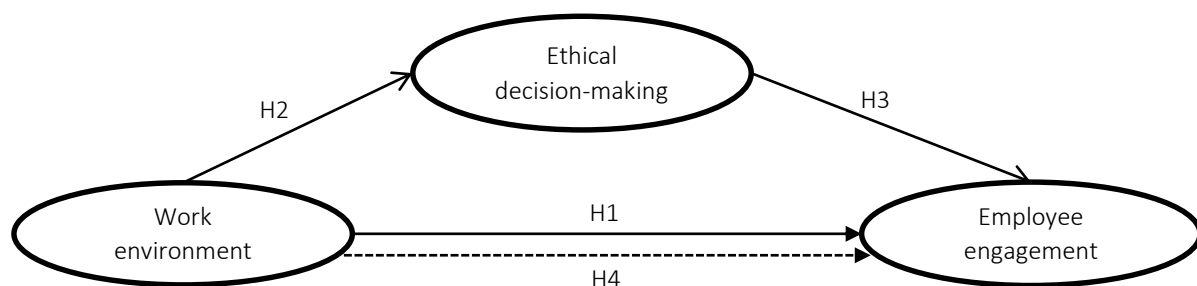 Ethical
decision-making
H2
H3
Work
environment
H1
Employee
engagement
H4